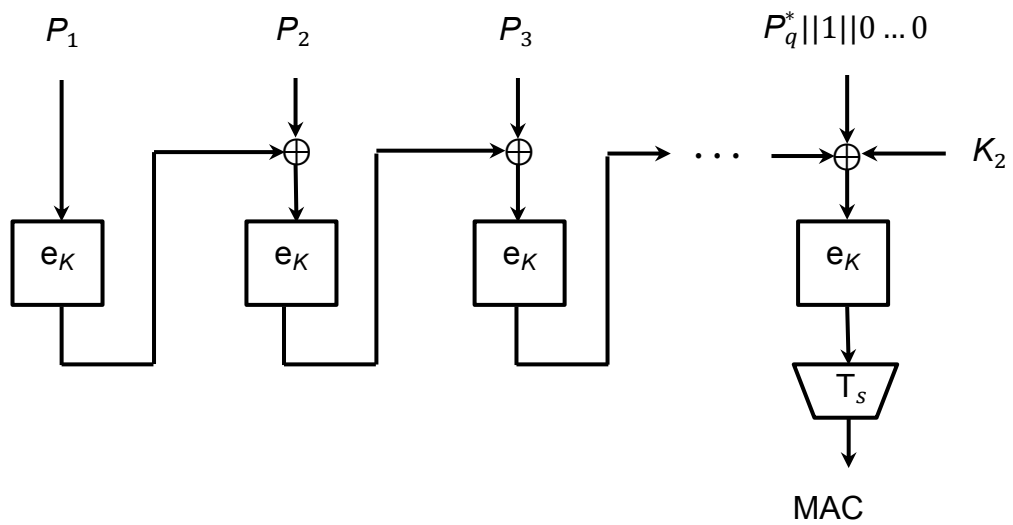 P₁ P₂ P₃ P*q||1||0 … 0
· · · K₂
eK eK eK eK
Tₛ
MAC